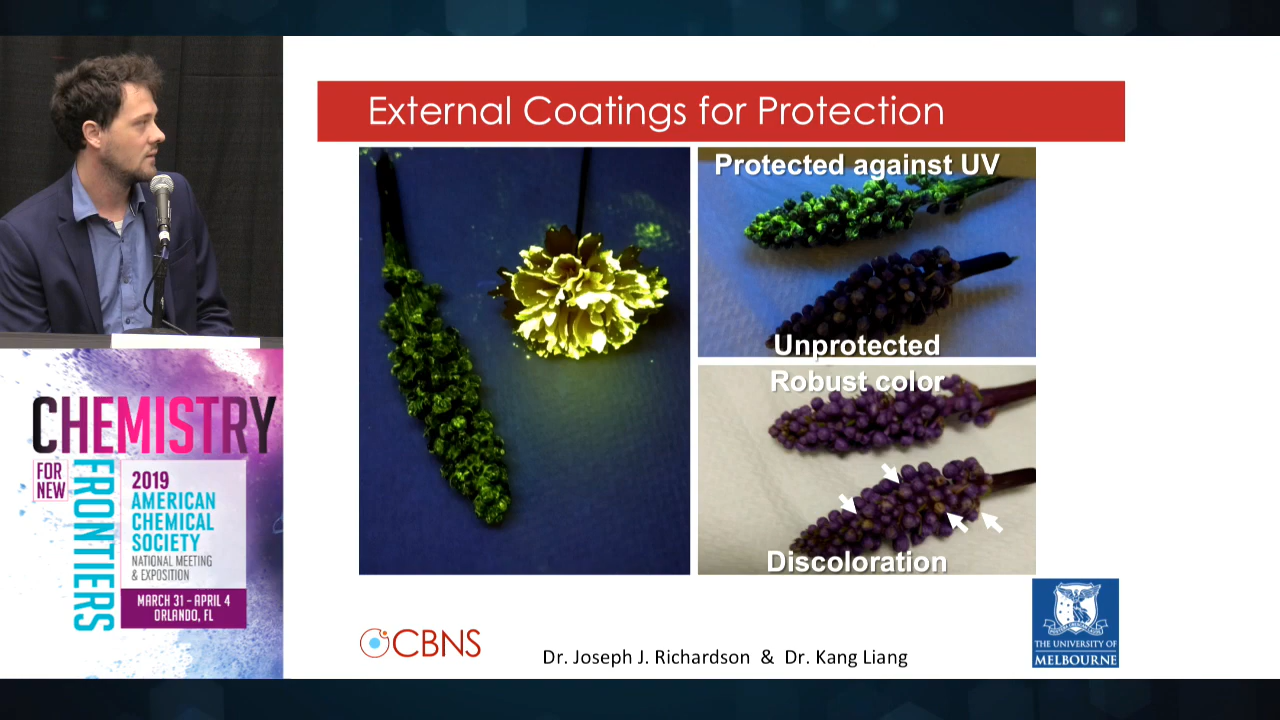 External Coatings for Protection
Protected against UV
Unprotected
Robust color
Discoloration
CHEMISTRY
FOR
NEW
FRONTIERS
2019
AMERICAN
CHEMICAL
SOCIETY
NATIONAL MEETING
& EXPOSITION
MARCH 31 - APRIL 4
ORLANDO, FL
CBNS
Dr. Joseph J. Richardson & Dr. Kang Liang
THE UNIVERSITY OF
MELBOURNE